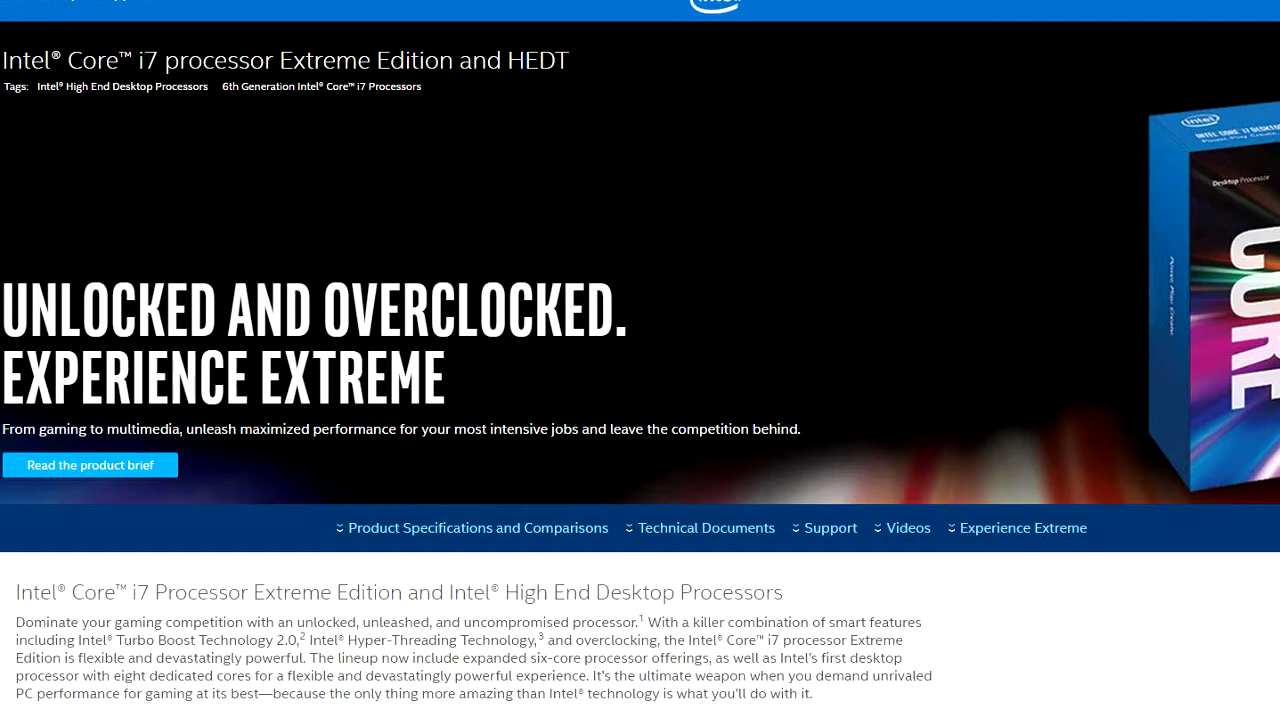 Intel® Core™ i7 processor Extreme Edition and HEDT
Tags: Intel® High End Desktop Processors 6th Generation Intel® Core™ i7 Processors
intel
INTEL CORE i7 DESKTOP
Desktop Processor
CORE
UNLOCKED AND OVERCLOCKED.
EXPERIENCE EXTREME
From gaming to multimedia, unleash maximized performance for your most intensive jobs and leave the competition behind.
Read the product brief
Product Specifications and Comparisons Technical Documents Support Videos Experience Extreme
Intel® Core™ i7 Processor Extreme Edition and Intel® High End Desktop Processors
Dominate your gaming competition with an unlocked, unleashed, and uncompromised processor.1 With a killer combination of smart features
including Intel® Turbo Boost Technology 2.0,2 Intel® Hyper-Threading Technology,3 and overclocking, the Intel® Core™ i7 processor Extreme
Edition is flexible and devastatingly powerful. The lineup now include expanded six-core processor offerings, as well as Intel's first desktop
processor with eight dedicated cores for a flexible and devastatingly powerful experience. It's the ultimate weapon when you demand unrivaled
PC performance for gaming at its best—because the only thing more amazing than Intel® technology is what you'll do with it.